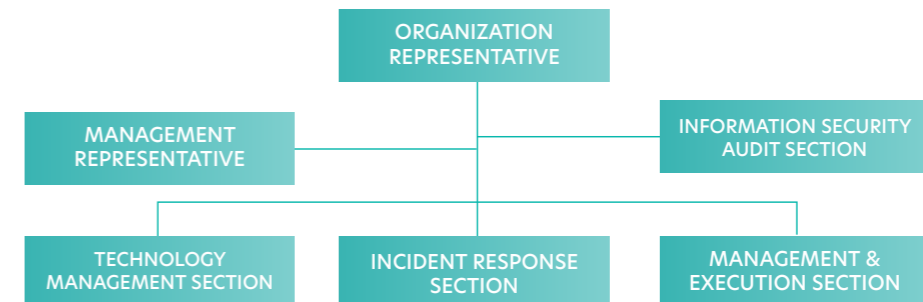 ORGANIZATION
REPRESENTATIVE
MANAGEMENT
REPRESENTATIVE
INFORMATION SECURITY
AUDIT SECTION
TECHNOLOGY
MANAGEMENT SECTION
INCIDENT RESPONSE
SECTION
MANAGEMENT &
EXECUTION SECTION